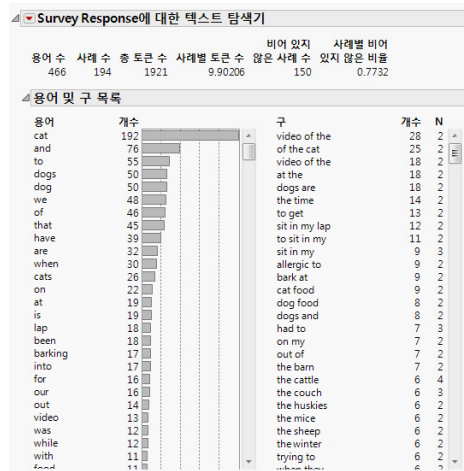 Survey Response에 대한 텍스트 탐색기
비어 있지 사례별 비어
용어 수 사례 수 총 토큰 수 사례별 토큰 수 않은 사례 수 있지 않은 비율
466 194 1921 9.90206 150 0.7732
용어 및 구 목록
용어 개수 구 개수 N
cat 192 video of the 28 2
and 76 of the cat 25 2
to 55 video of the 18 2
dogs 50 at the 18 2
dog 50 dogs are 18 2
we 48 the time 14 2
of 46 to get 13 2
that 45 sit in my lap 12 2
have 39 to sit in my 11 2
are 32 sit in my 9 3
when 30 allergic to 9 2
cats 26 bark at 9 2
on 22 cat food 9 2
at 19 dog food 8 2
is 19 dogs and 8 2
lap 18 had to 7 3
been 18 on my 7 2
barking 17 out of 7 2
into 17 the barn 7 2
for 16 the cattle 6 4
our 16 the couch 6 3
out 14 the huskies 6 2
video 13 the mice 6 2
was 12 the sheep 6 2
while 12 the winter 6 2
with 11 trying to 6 2
food 11 when they 6 2